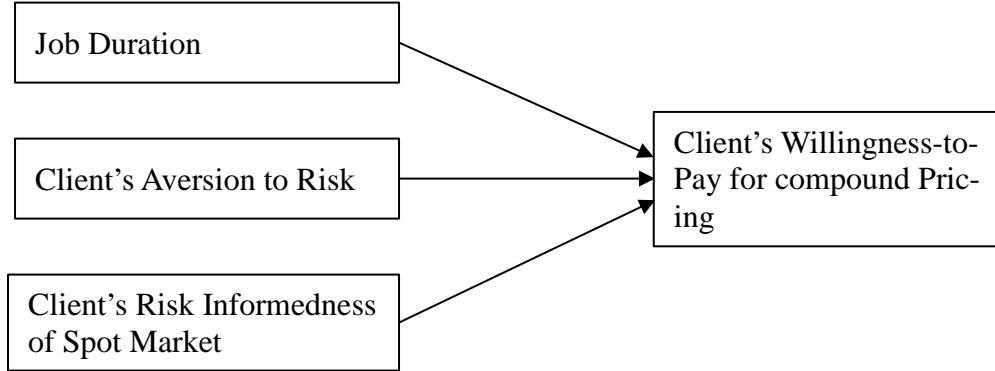 Job Duration
Client’s Aversion to Risk
Client’s Risk Informedness
of Spot Market
Client’s Willingness-to-
Pay for compound Pric-
ing